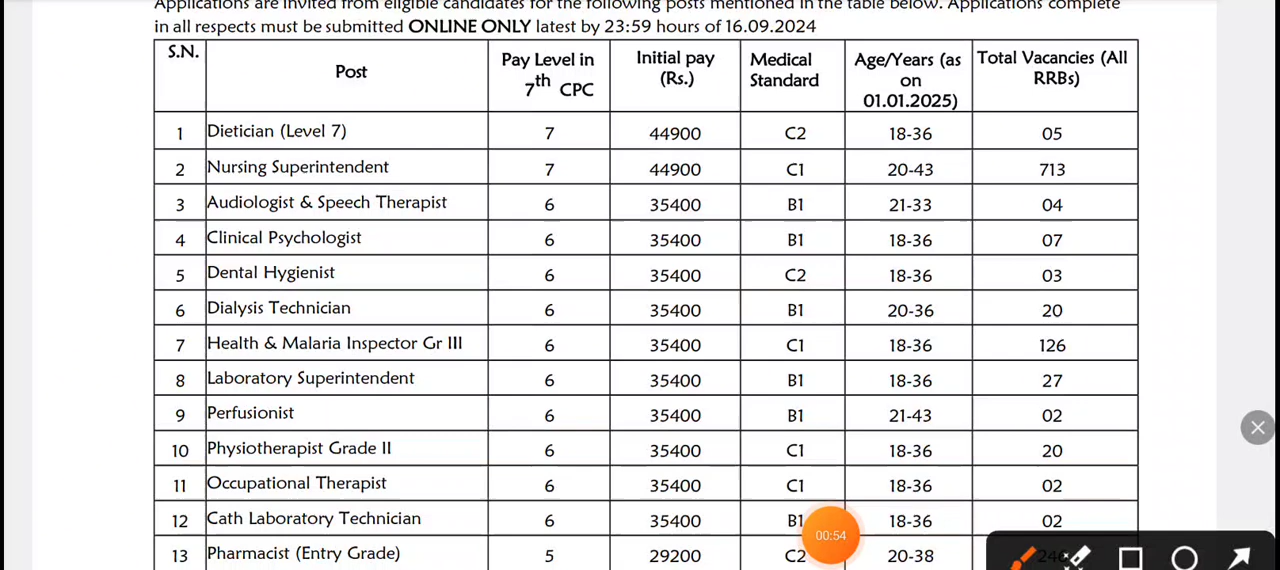 Applications are invited from eligible candidates for the following posts mentioned in the table below. Applications complete
in all respects must be submitted ONLINE ONLY latest by 23:59 hours of 16.09.2024
S.N. Post Pay Level in 7th CPC Initial pay (Rs.) Medical Standard Age/Years (as on 01.01.2025) Total Vacancies (All RRBs)
1 Dietician (Level 7) 7 44900 C2 18-36 05
2 Nursing Superintendent 7 44900 C1 20-43 713
3 Audiologist & Speech Therapist 6 35400 B1 21-33 04
4 Clinical Psychologist 6 35400 B1 18-36 07
5 Dental Hygienist 6 35400 C2 18-36 03
6 Dialysis Technician 6 35400 B1 20-36 20
7 Health & Malaria Inspector Gr III 6 35400 C1 18-36 126
8 Laboratory Superintendent 6 35400 B1 18-36 27
9 Perfusionist 6 35400 B1 21-43 02
10 Physiotherapist Grade II 6 35400 C1 18-36 20
11 Occupational Therapist 6 35400 C1 18-36 02
12 Cath Laboratory Technician 6 35400 B1 18-36 02
00:54
13 Pharmacist (Entry Grade) 5 29200 C2 20-38 246